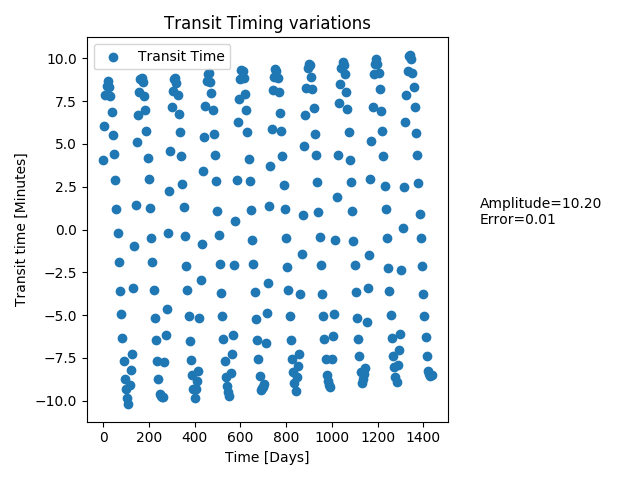 Transit Timing variations
Transit Time
10.0
7.5
5.0
2.5
0.0
−2.5
−5.0
−7.5
−10.0
Transit time [Minutes]
0 200 400 600 800 1000 1200 1400
Time [Days]
Amplitude=10.20
Error=0.01